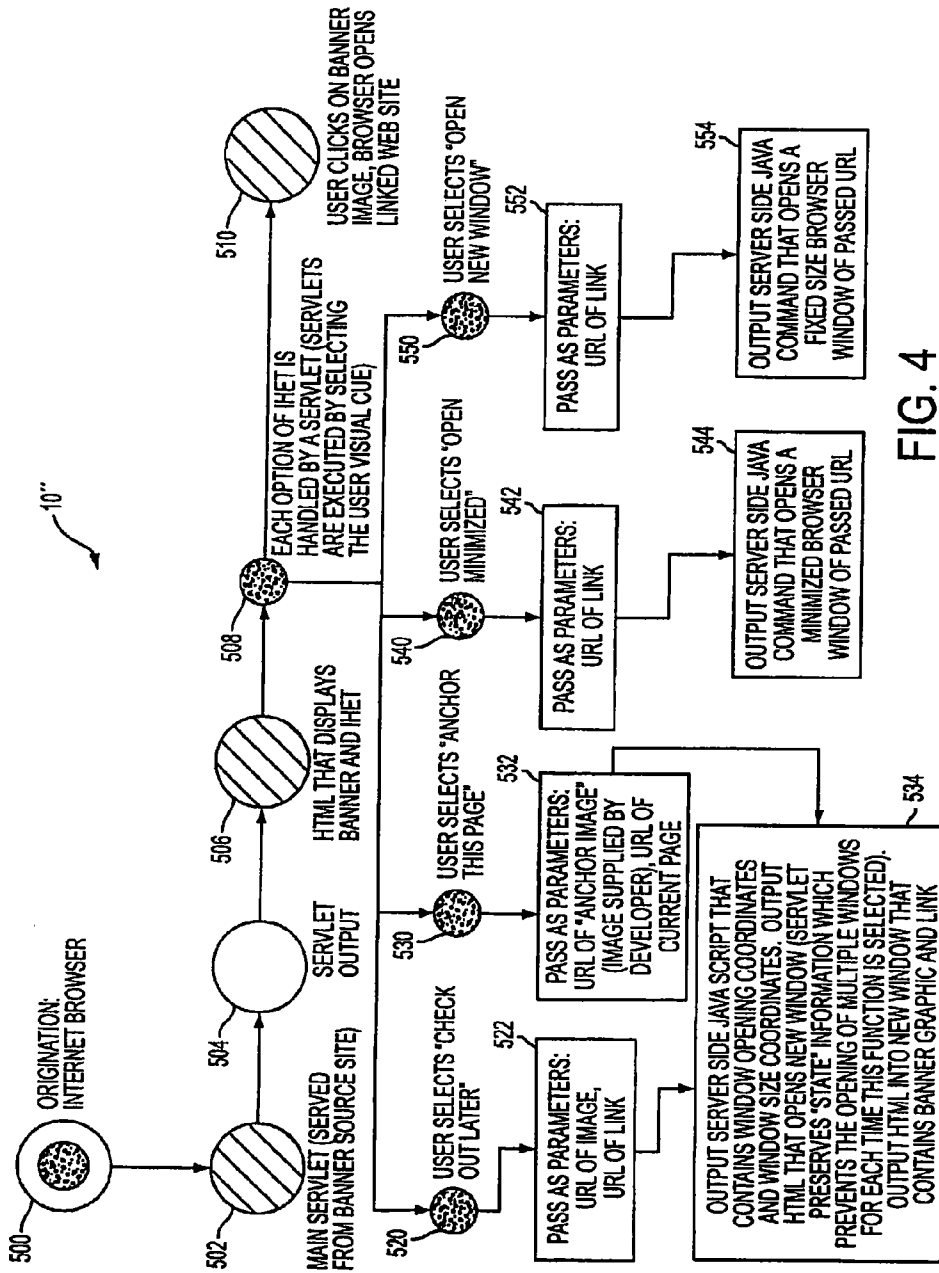 10"
500
ORIGINATION:
INTERNET BROWSER
502
MAIN SERVLET (SERVED
FROM BANNER SOURCE SITE)
504
SERVLET
OUTPUT
506
HTML THAT DISPLAYS
BANNER AND IHET
508
EACH OPTION OF IHET IS
HANDLED BY A SERVLET (SERVLETS
ARE EXECUTED BY SELECTING
THE USER VISUAL CUE)
510
USER CLICKS ON BANNER
IMAGE, BROWSER OPENS
LINKED WEB SITE
520
USER SELECTS "CHECK
OUT LATER"
522
PASS AS PARAMETERS:
URL OF IMAGE,
URL OF LINK
530
USER SELECTS "ANCHOR
THIS PAGE"
532
PASS AS PARAMETERS:
URL OF "ANCHOR IMAGE"
(IMAGE SUPPLIED BY
DEVELOPER), URL OF
CURRENT PAGE
534
OUTPUT SERVER SIDE JAVA SCRIPT THAT
CONTAINS WINDOW OPENING COORDINATES
AND WINDOW SIZE COORDINATES. OUTPUT
HTML THAT OPENS NEW WINDOW (SERVLET
PRESERVES "STATE" INFORMATION WHICH
PREVENTS THE OPENING OF MULTIPLE WINDOWS
FOR EACH TIME THIS FUNCTION IS SELECTED).
OUTPUT HTML INTO NEW WINDOW THAT
CONTAINS BANNER GRAPHIC AND LINK
540
USER SELECTS "OPEN
MINIMIZED"
542
PASS AS PARAMETERS:
URL OF LINK
544
OUTPUT SERVER SIDE JAVA
COMMAND THAT OPENS A
MINIMIZED BROWSER
WINDOW OF PASSED URL
550
USER SELECTS "OPEN
NEW WINDOW"
552
PASS AS PARAMETERS:
URL OF LINK
554
OUTPUT SERVER SIDE JAVA
COMMAND THAT OPENS A
FIXED SIZE BROWSER
WINDOW OF PASSED URL
FIG. 4